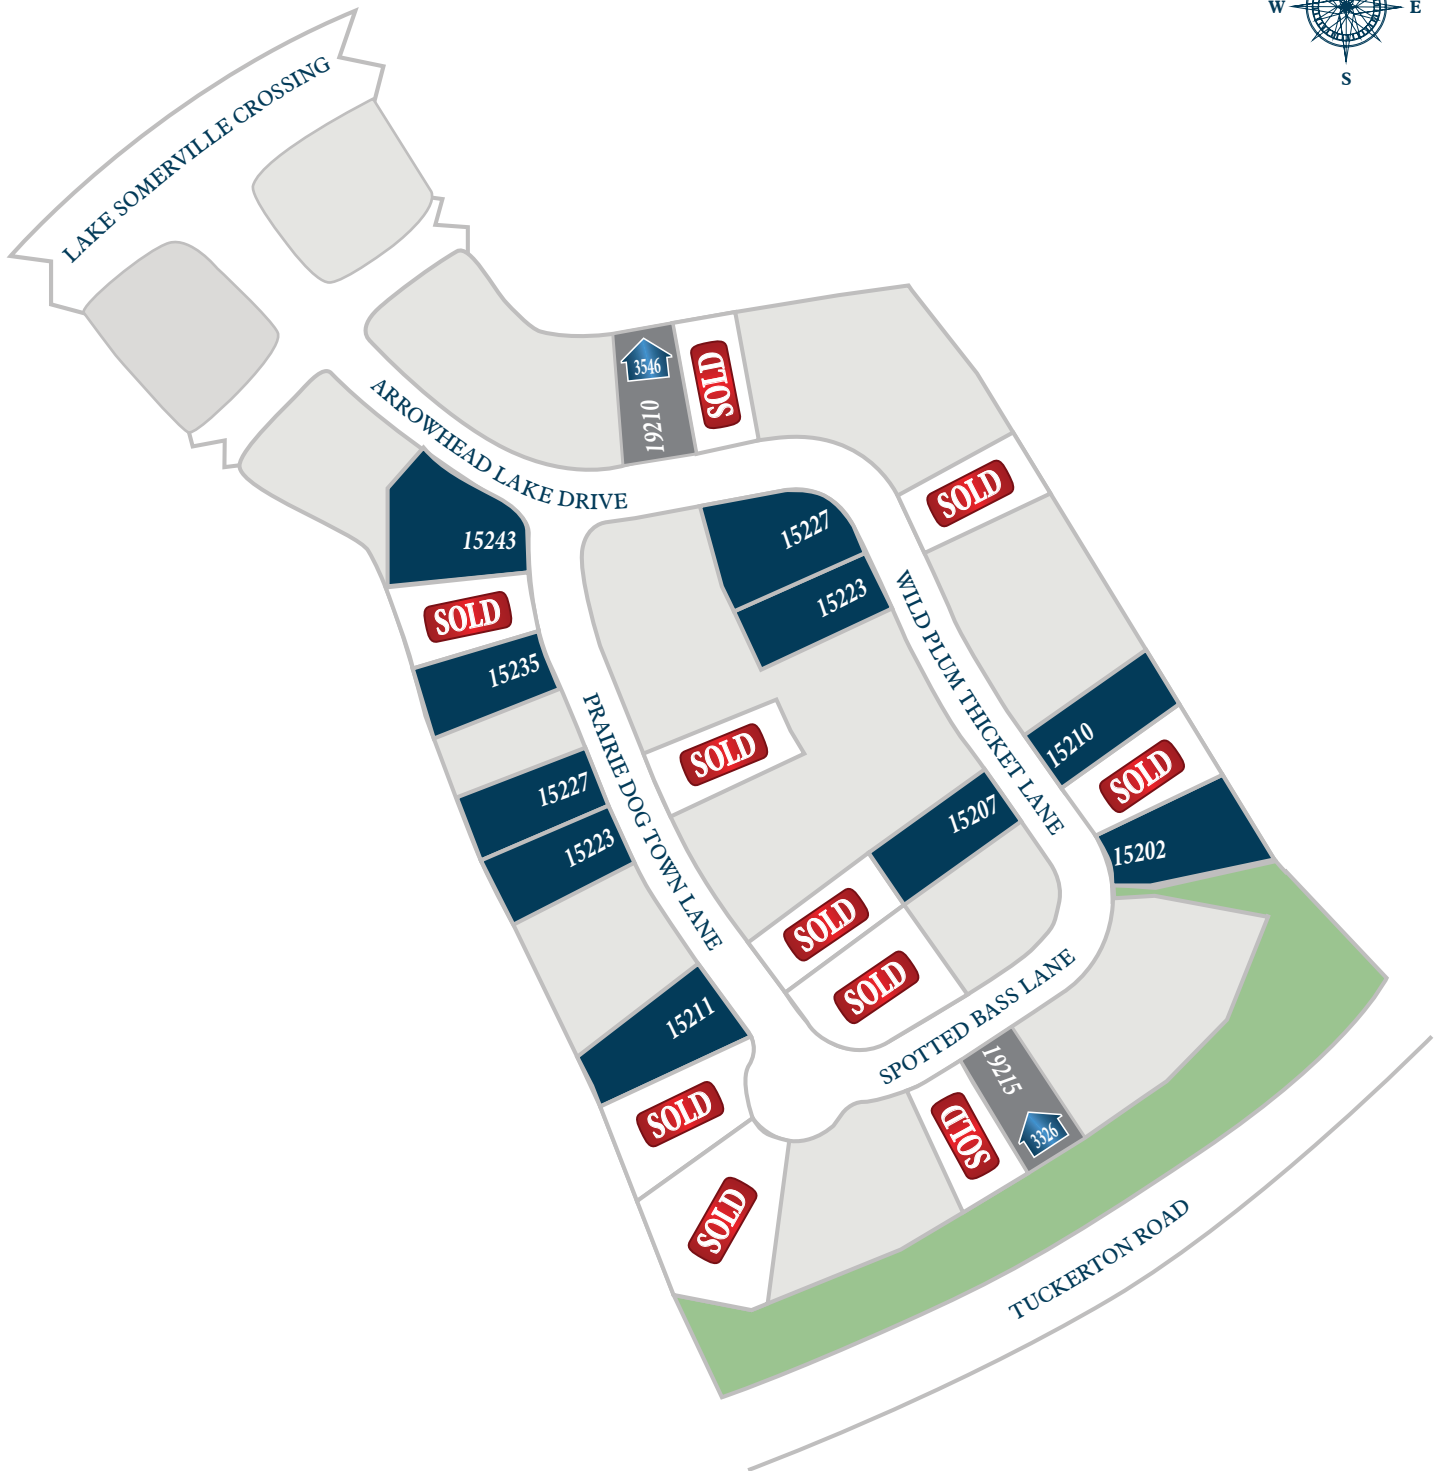 W
E
S
LAKE SOMERVILLE CROSSING
3546
19210
SOLD
ARROWHEAD LAKE DRIVE
SOLD
15243
15227
15223
SOLD
15235
WILD PLUM THICKET LANE
PRAIRIE DOG TOWN LANE
SOLD
15210
SOLD
15227
15223
15207
15202
SOLD
SOLD
15211
SPOTTED BASS LANE
19215
3326
SOLD
SOLD
SOLD
TUCKERTON ROAD